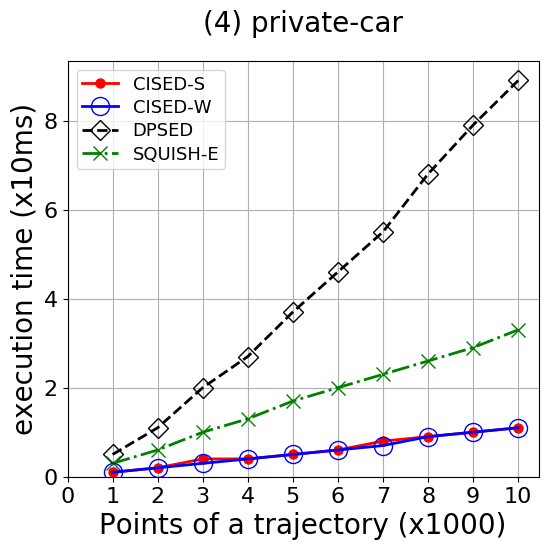 (4) private-car
CISED-S
CISED-W
DPSED
SQUISH-E
execution time (x10ms)
8
6
4
2
0
0 1 2 3 4 5 6 7 8 9 10
Points of a trajectory (x1000)